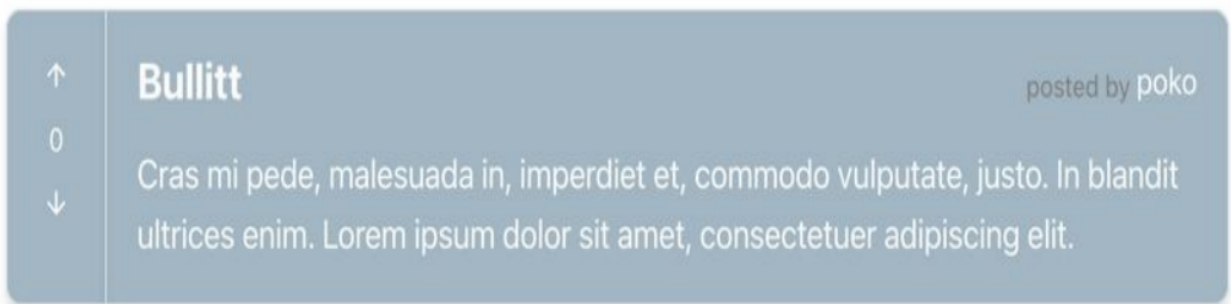 ↑
0
↓
Bullitt
posted by poko
Cras mi pede, malesuada in, imperdiet et, commodo vulputate, justo. In blandit
ultrices enim. Lorem ipsum dolor sit amet, consectetuer adipiscing elit.